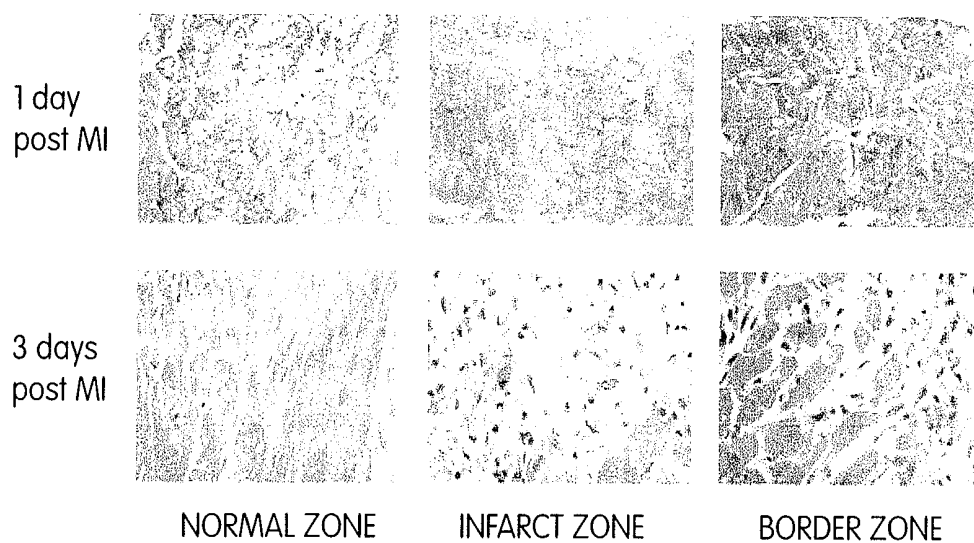 1 day
post MI
3 days
post MI
NORMAL ZONE
INFARCT ZONE
BORDER ZONE